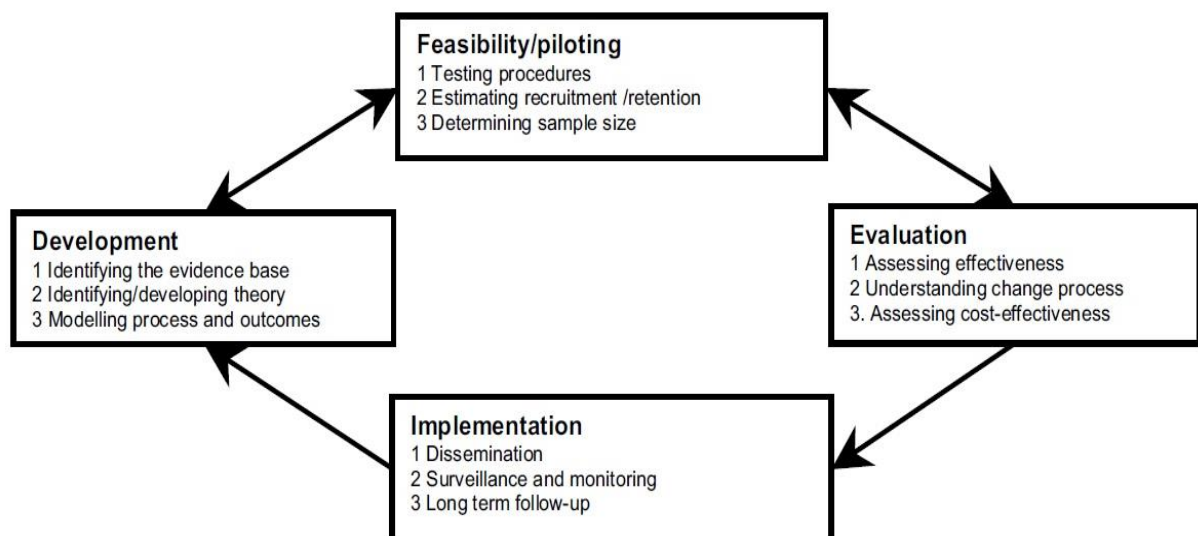 Feasibility/piloting
1 Testing procedures
2 Estimating recruitment /retention
3 Determining sample size
Development
1 Identifying the evidence base
2 Identifying/developing theory
3 Modelling process and outcomes
Evaluation
1 Assessing effectiveness
2 Understanding change process
3. Assessing cost-effectiveness
Implementation
1 Dissemination
2 Surveillance and monitoring
3 Long term follow-up